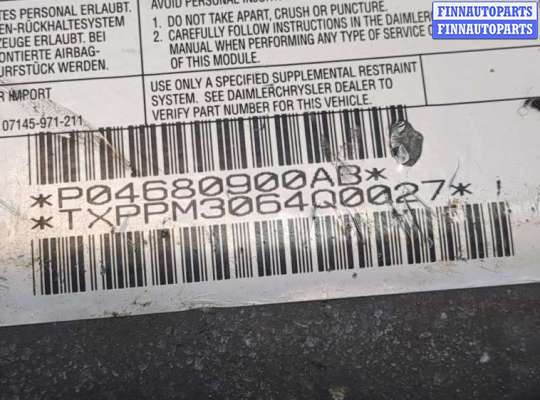 TES PERSONAL ERLAUBT.
EN-RÜCKHALTESYSTEM
ZEUGE ERLAUBT. BEI
ONTIERTE AIRBAG-
URFSTÜCK WERDEN.
R IMPORT
07145-971-211
AVOID PERSONAL
1. DO NOT TAKE APART, CRUSH OR PUNCTURE.
2. CAREFULLY FOLLOW INSTRUCTIONS IN THE DAIMLER
MANUAL WHEN PERFORMING ANY TYPE OF SERVICE
OF THIS MODULE.
USE ONLY A SPECIFIED SUPPLEMENTAL RESTRAINT
SYSTEM. SEE DAIMLERCHRYSLER DEALER TO
VERIFY PART NUMBER FOR THIS VEHICLE.
*P04680900AB*
*TXPPM3064Q0027*
FINNAUTOPARTS
FINNAUTOPARTS